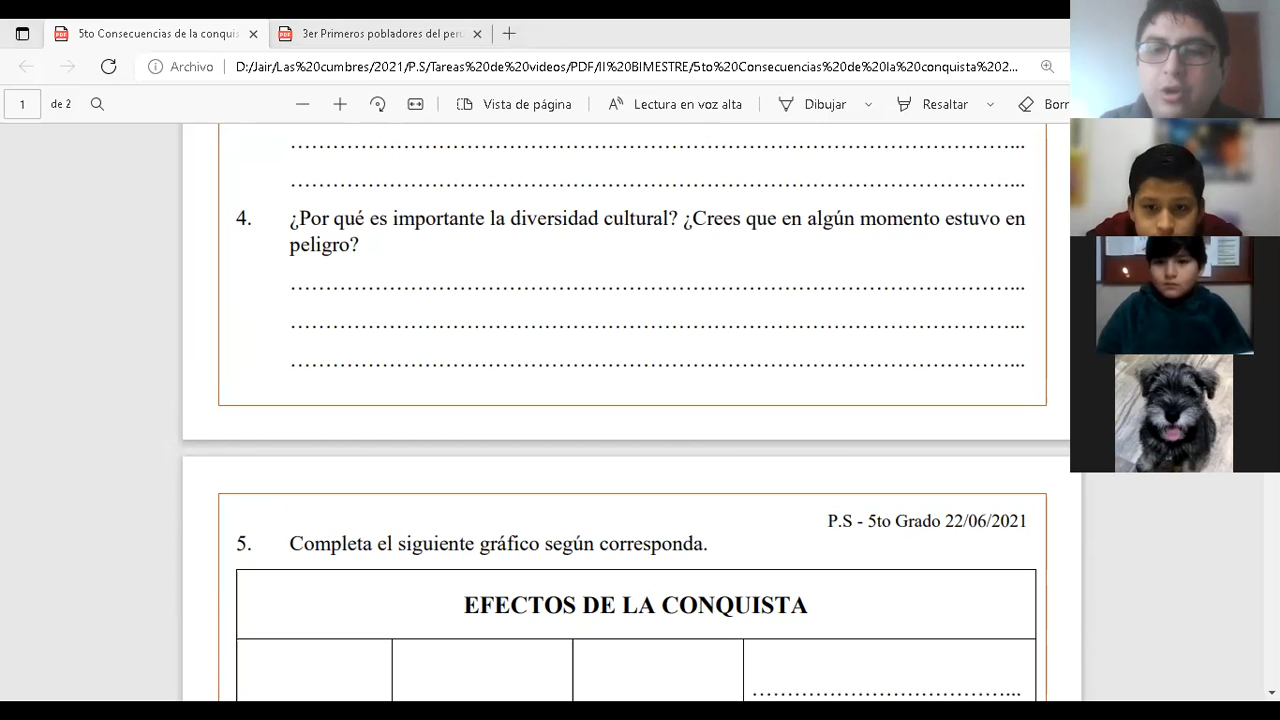 5to Consecuencias de la conquis
3er Primeros pobladores del peru
Archivo
D:/Jair/Las%20cumbres/2021/P.S/Tareas%20de%20videos/PDF/II%20BIMESTRE/5to%20Consecuencias%20de%20la%20conquista%202...
1 de 2
Vista de página
Lectura en voz alta
Dibujar
Resaltar
Borr
4. ¿Por qué es importante la diversidad cultural? ¿Crees que en algún momento estuvo en
peligro?
P.S - 5to Grado 22/06/2021
5. Completa el siguiente gráfico según corresponda.
EFECTOS DE LA CONQUISTA